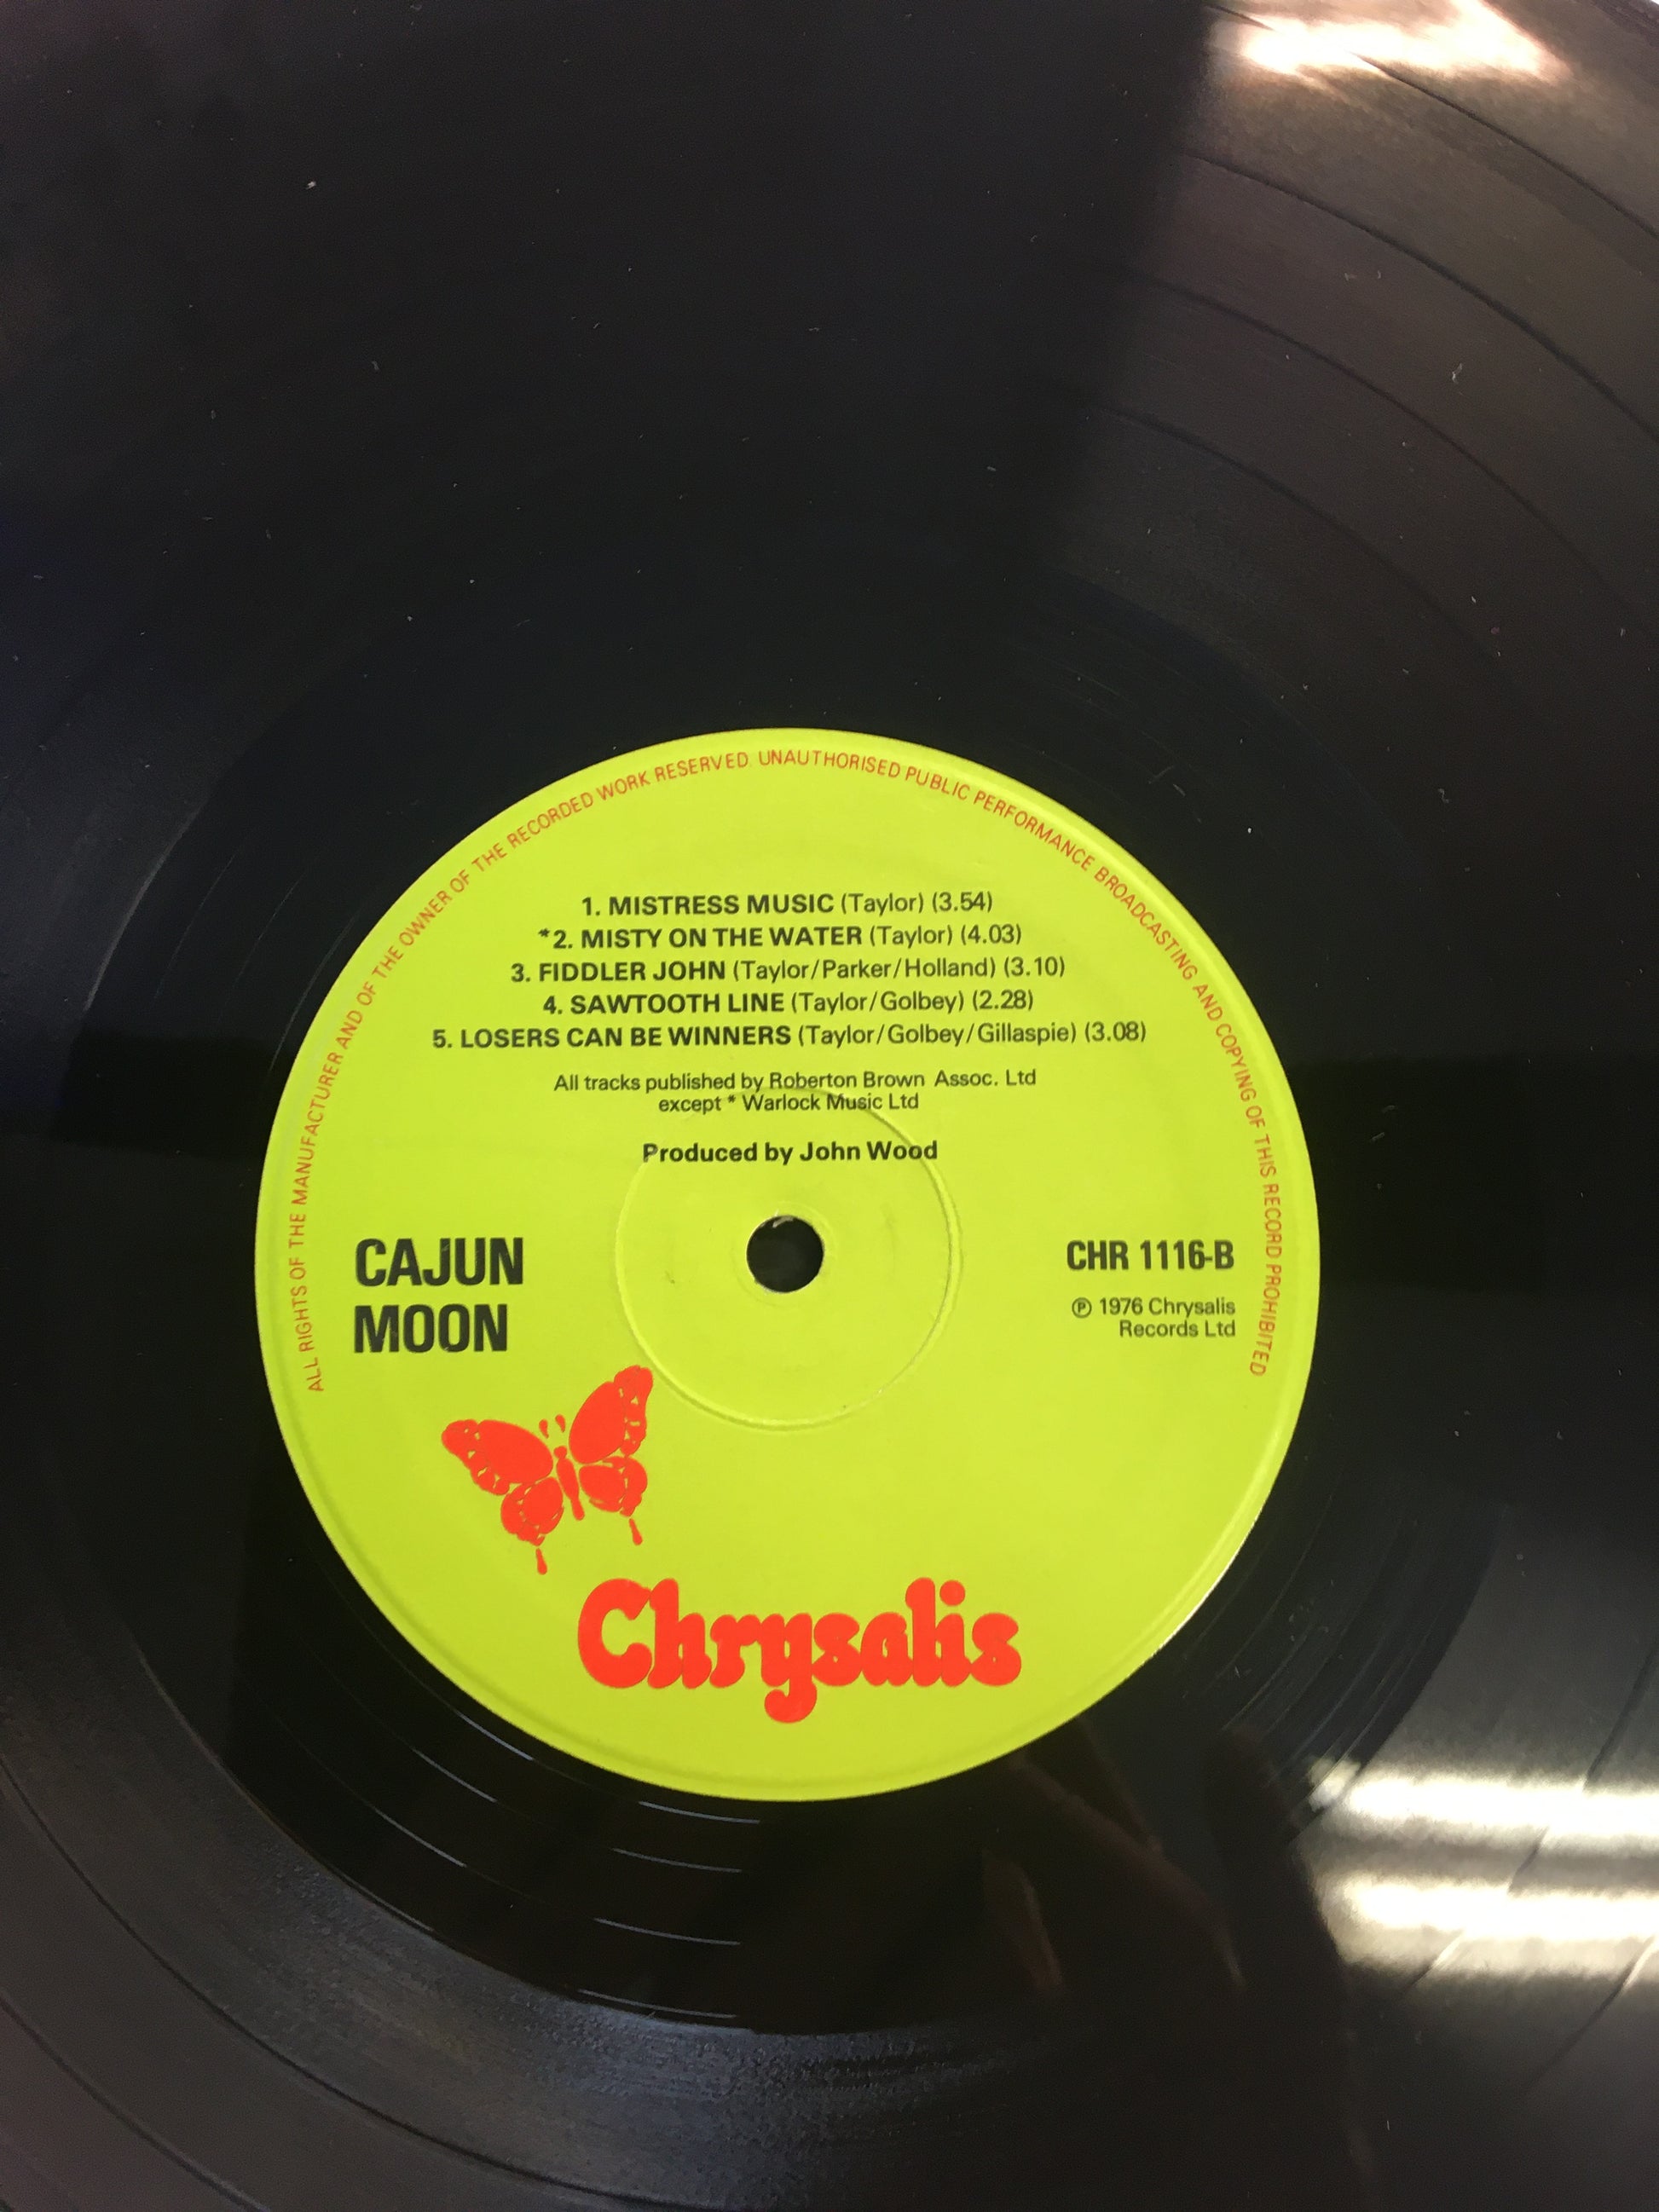 ALL RIGHTS OF THE MANUFACTURER AND OF THE OWNER OF THE RECORDED WORK RESERVED. UNAUTHORISED PUBLIC PERFORMANCE BROADCASTING AND COPYING OF THIS RECORD PROHIBITED
1. MISTRESS MUSIC (Taylor) (3.54)
*2. MISTY ON THE WATER (Taylor) (4.03)
3. FIDDLER JOHN (Taylor/Parker/Holland) (3.10)
4. SAWTOOTH LINE (Taylor/Golbey) (2.28)
5. LOSERS CAN BE WINNERS (Taylor/Golbey/Gillaspie) (3.08)
All tracks published by Roberton Brown Assoc. Ltd
except * Warlock Music Ltd
Produced by John Wood
CAJUN
MOON
CHR 1116-B
℗ 1976 Chrysalis
Records Ltd
Chrysalis